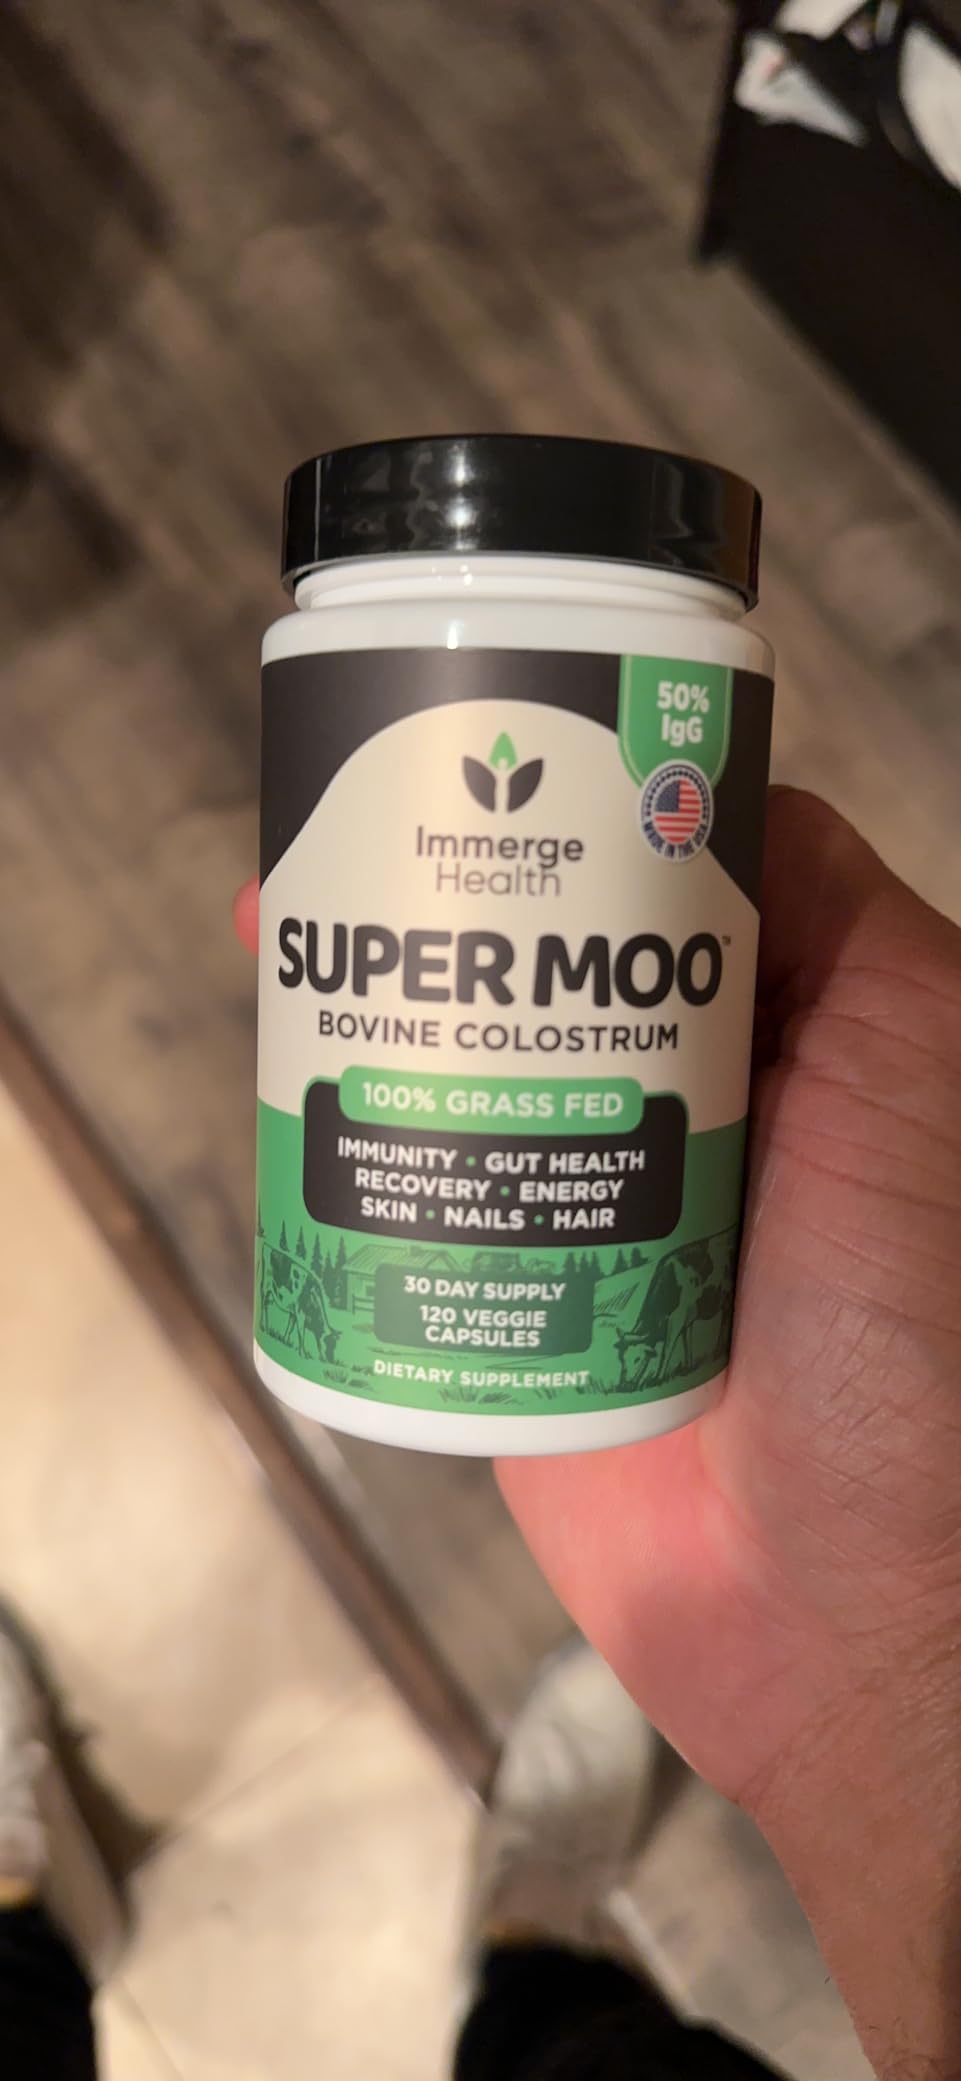 50%
IgG
MADE IN THE USA
Immerge
Health
SUPER MOO™
BOVINE COLOSTRUM
100% GRASS FED
IMMUNITY • GUT HEALTH
RECOVERY • ENERGY
SKIN • NAILS • HAIR
30 DAY SUPPLY
120 VEGGIE
CAPSULES
DIETARY SUPPLEMENT